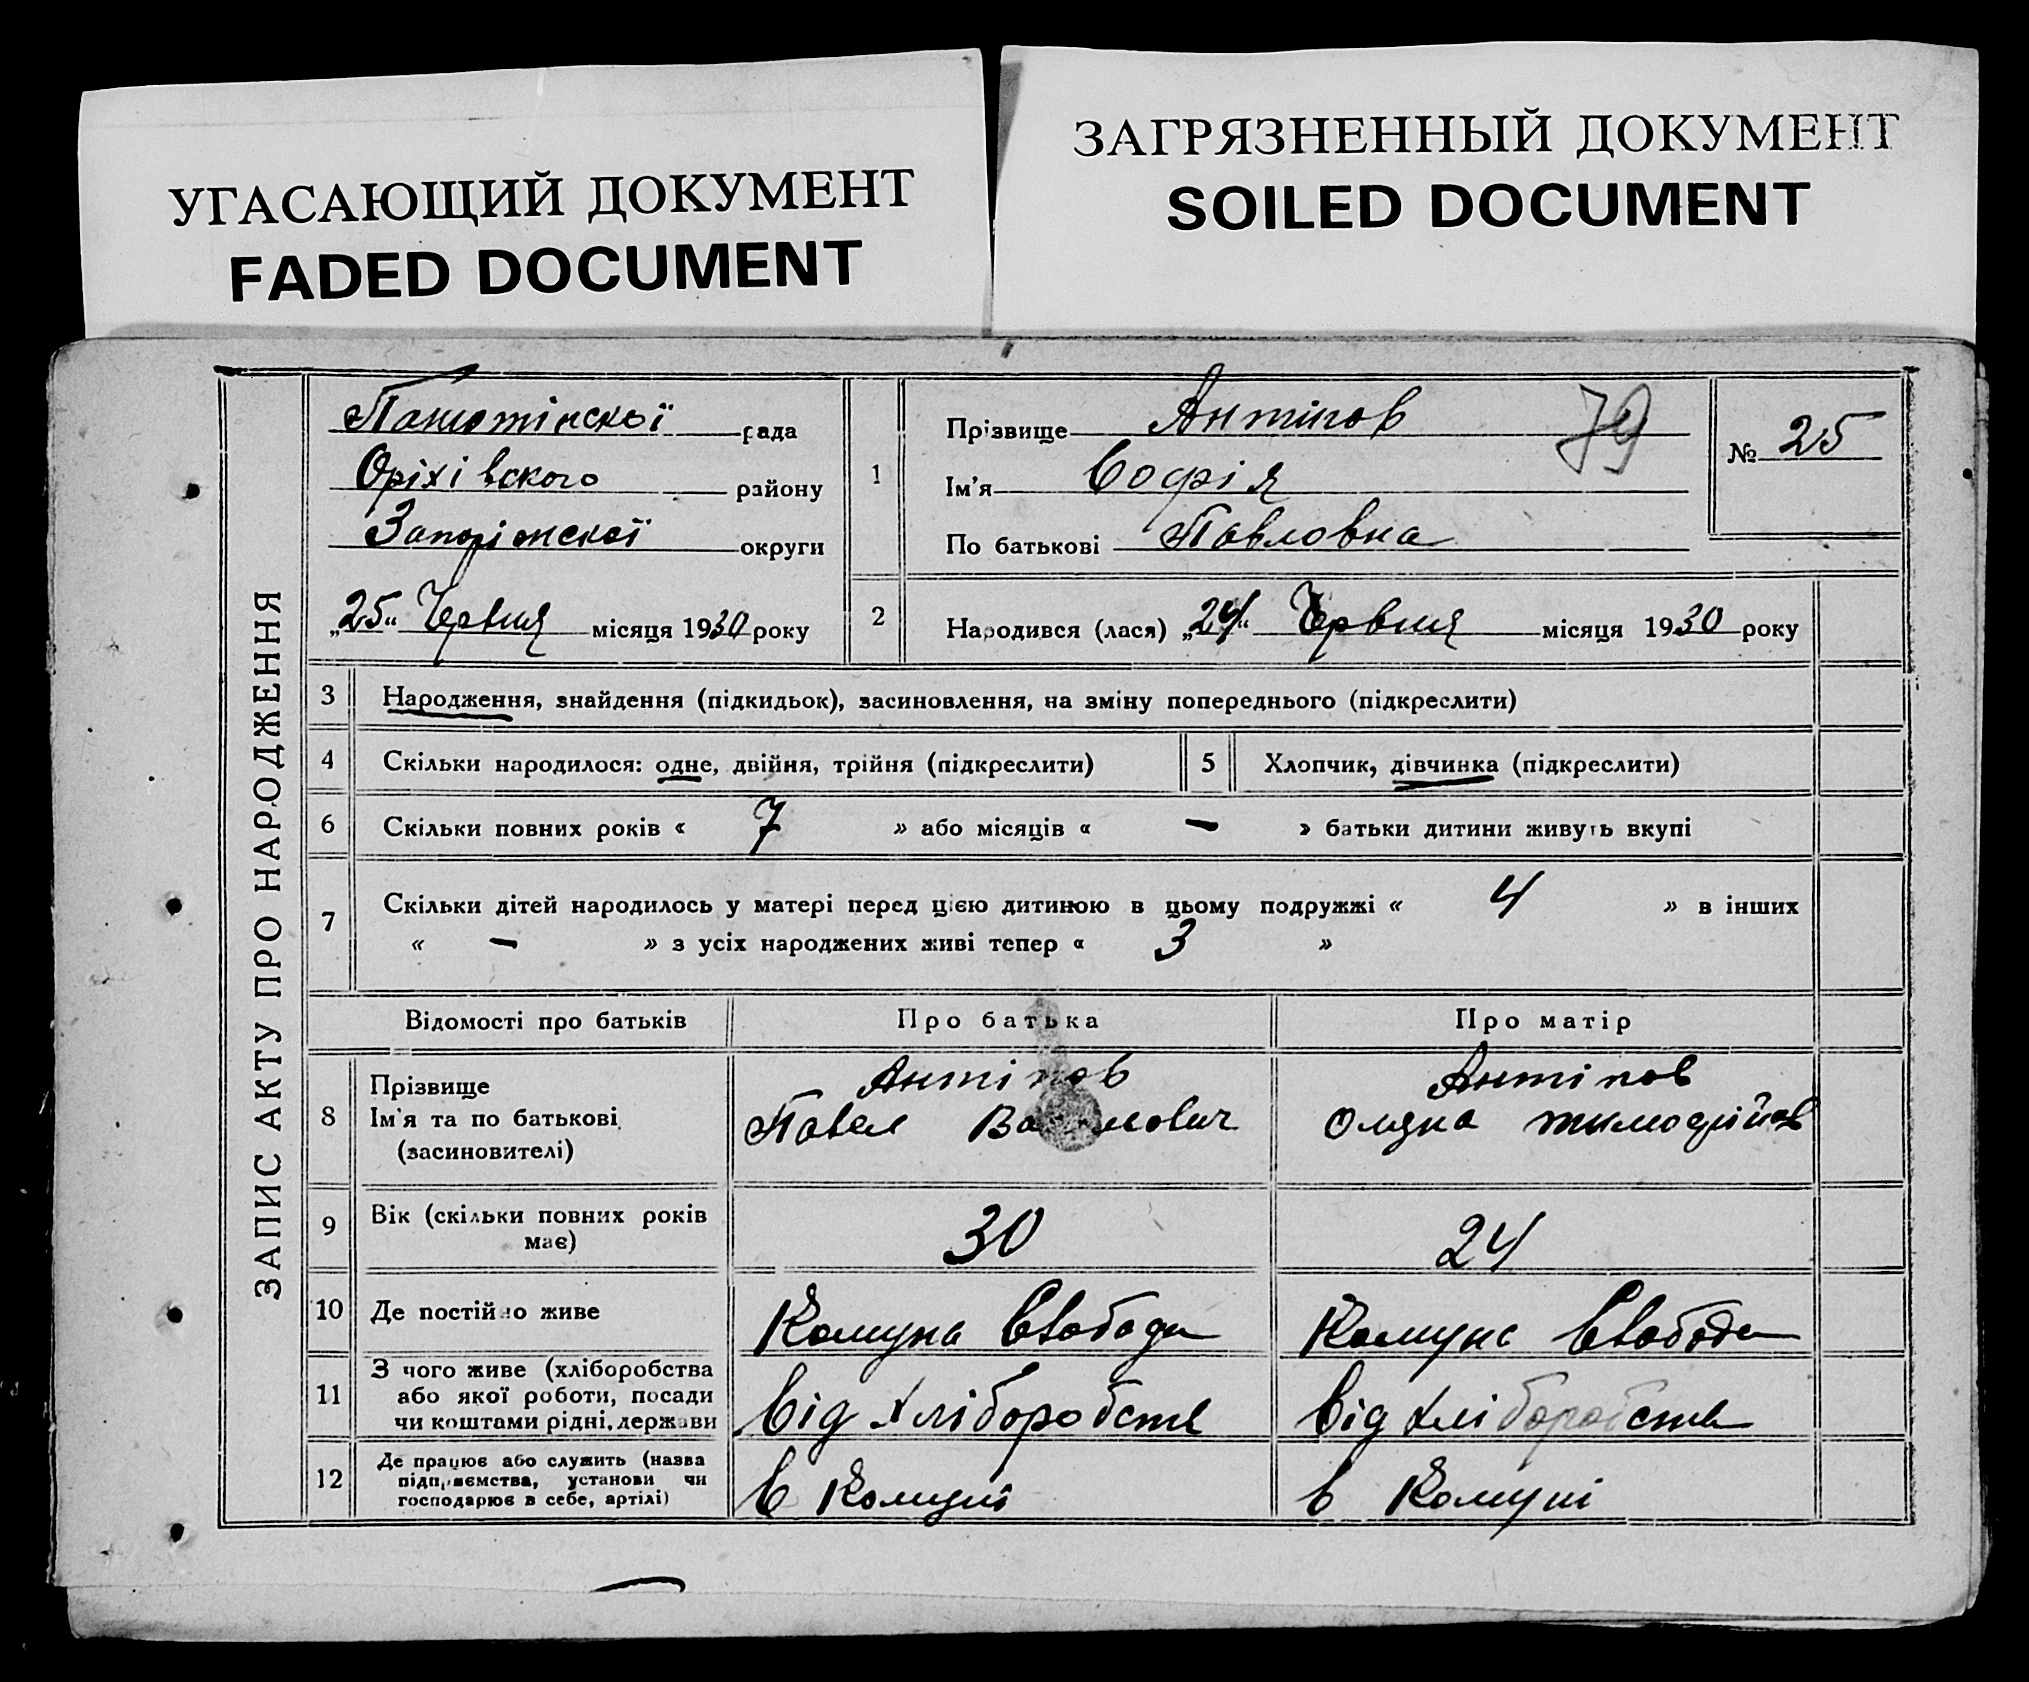 УГАСАЮЩИЙ ДОКУМЕНТ
FADED DOCUMENT
ЗАГРЯЗНЕННЫЙ ДОКУМЕНТ
SOILED DOCUMENT
ЗАПИС АКТУ ПРО НАРОДЖЕННЯ
рада
Оріхівского району
Запоріжскої округи
„25“ Червня місяця 1930 року
1
Прізвище Антипов
79
Ім'я Софія
По батькові Павловна
№ 25
2 Народився (лася) „24“ Червня місяця 1930 року
3 Народження, знайдення (підкидьок), засиновлення, на зміну попереднього (підкреслити)
4 Скільки народилося: одне, двійня, трійня (підкреслити) 5 Хлопчик, дівчинка (підкреслити)
6 Скільки повних років « 7 » або місяців « — » батьки дитини живуть вкупі
7 Скільки дітей народилось у матері перед цією дитиною в цьому подружжі « 4 » в інших
« — » з усіх народжених живі тепер « 3 »
Відомості про батьків Про батька Про матір
8 Прізвище
Ім'я та по батькові
(засиновителі)
Антіпов
Павел
Антіпов
Оляна Тимофійов
9 Вік (скільки повних років
має)
30
24
10 Де постійно живе Комуна Свобода Комуна Свобода
11 З чого живе (хліборобства
або якої роботи, посади
чи коштами рідні, держави
Від хліборобств
Від хліборобства
12 Де працює або служить (назва
підприємства, установи чи
господарює в себе, артілі)
в Комуні
в Комуні